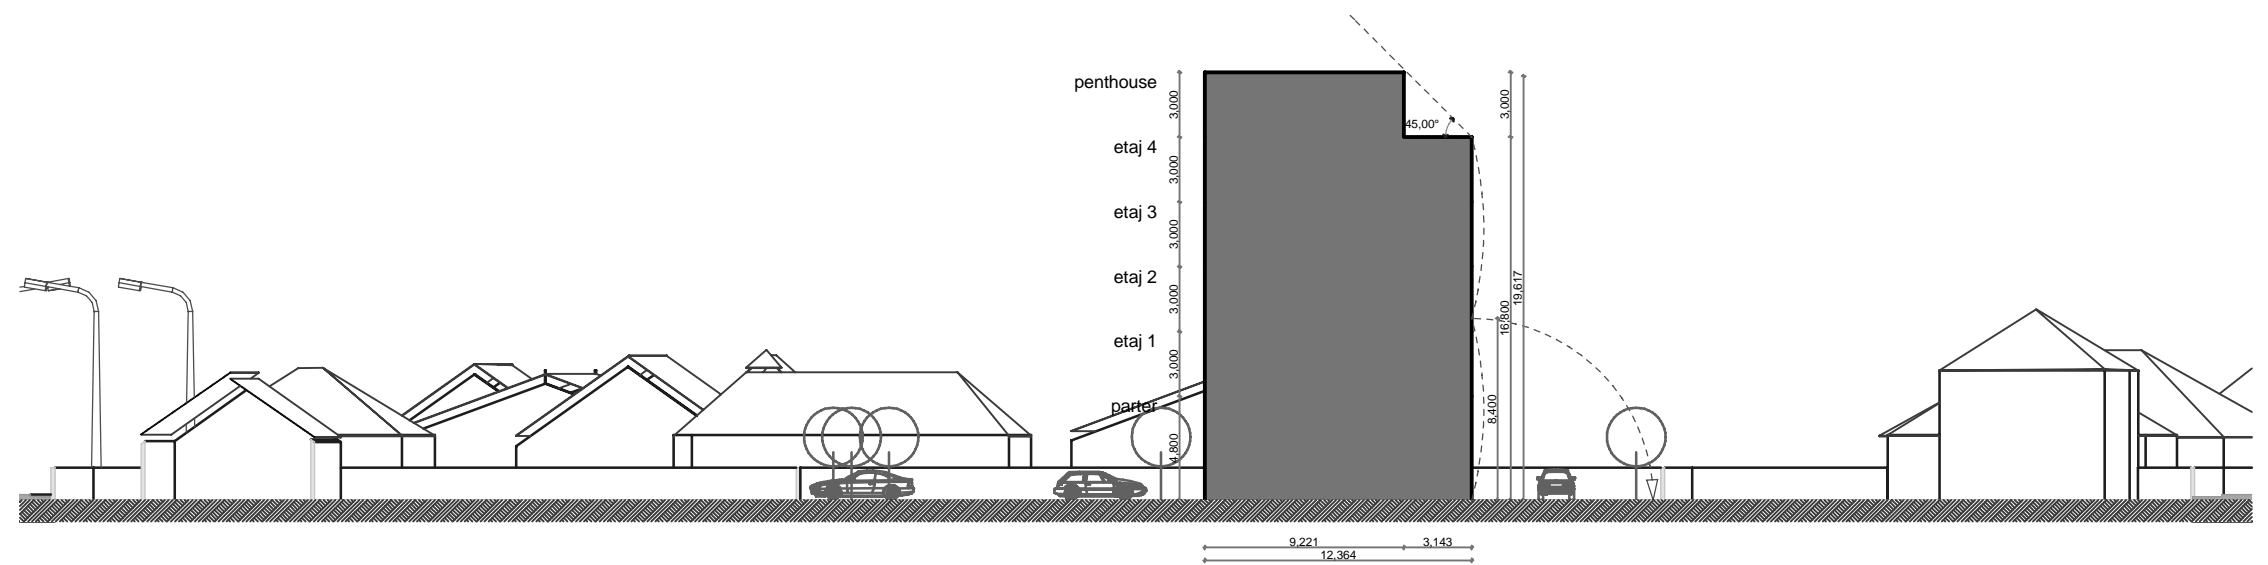 penthouse
3,000
3,000
45,00°
etaj 4
3,000
etaj 3
3,000
etaj 2
3,000
19,617
16,800
etaj 1
3,000
parter
8,400
4,800
9,221
3,143
12,364